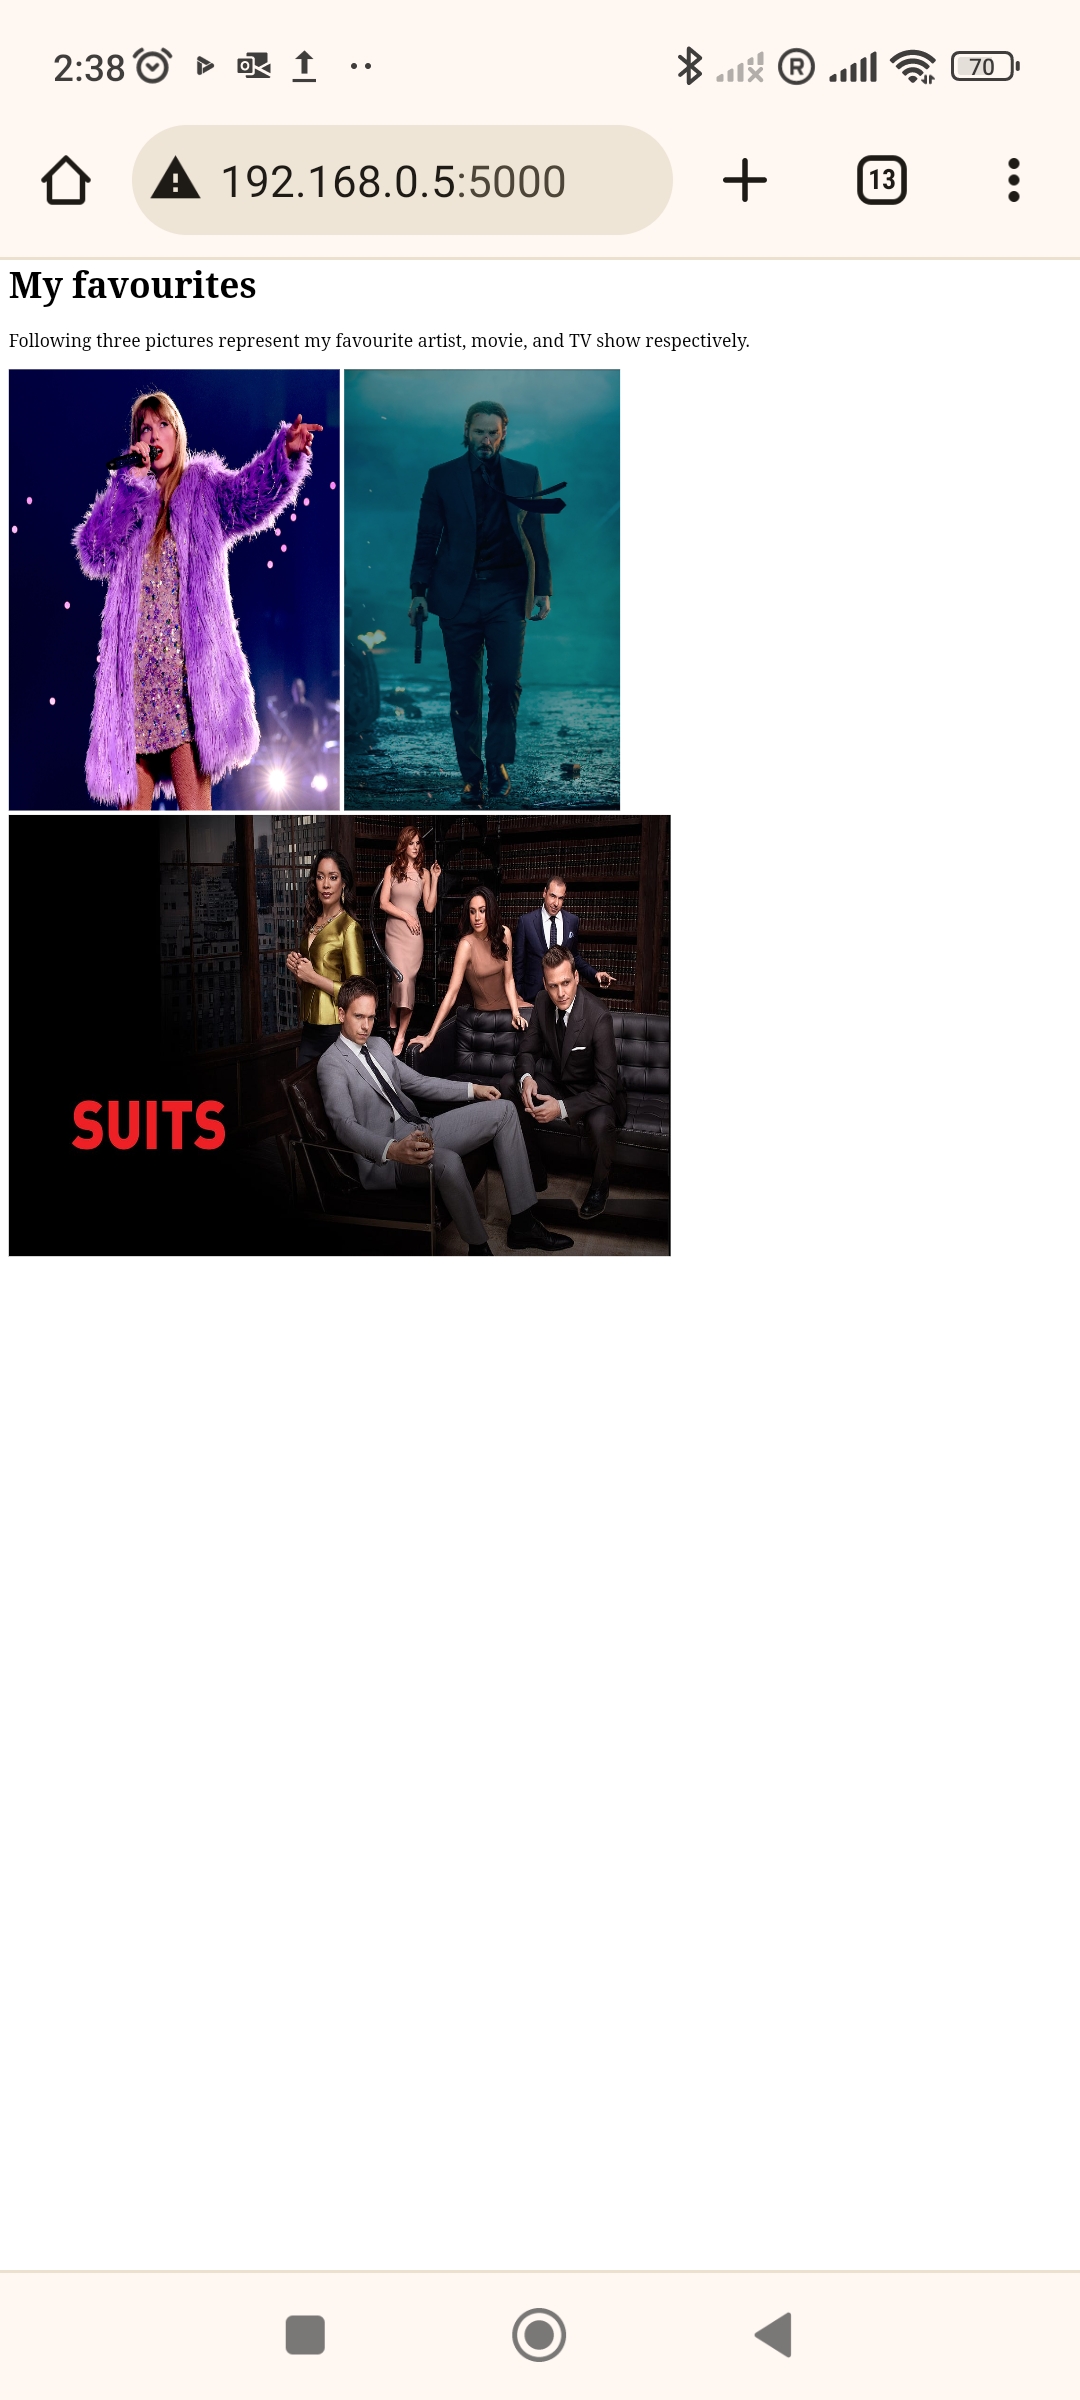 2:38
R
70
192.168.0.5:5000
13
My favourites
Following three pictures represent my favourite artist, movie, and TV show respectively.
SUITS